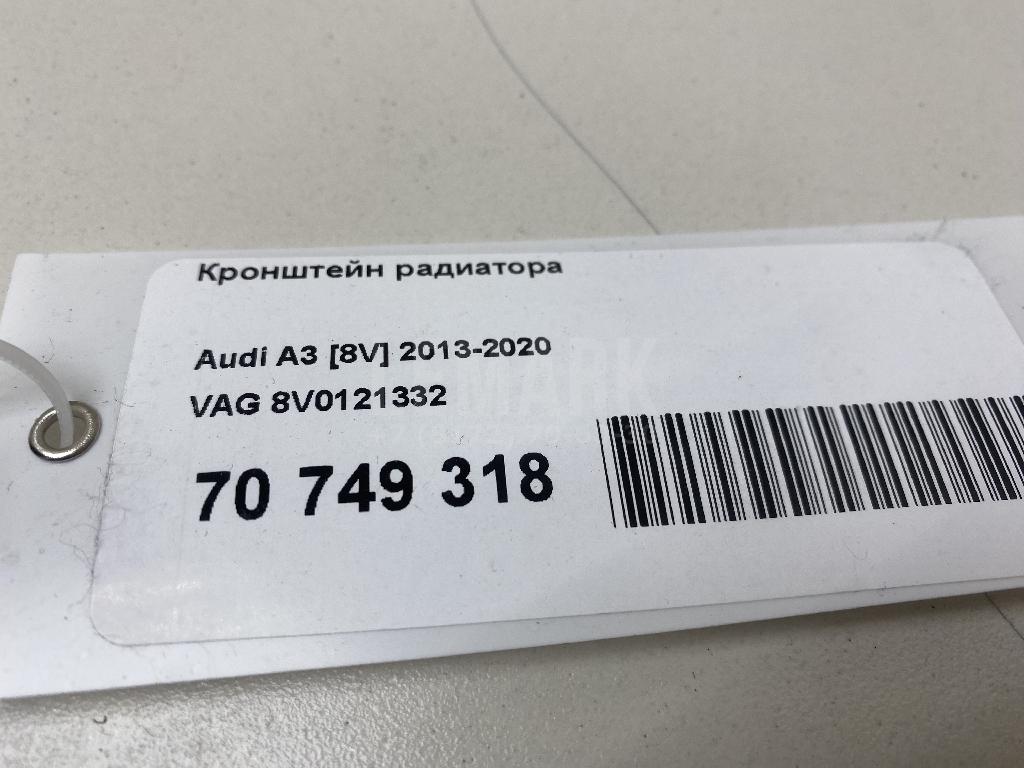 Кронштейн радиатора
Audi A3 [8V] 2013-2020
VAG 8V0121332
70 749 318